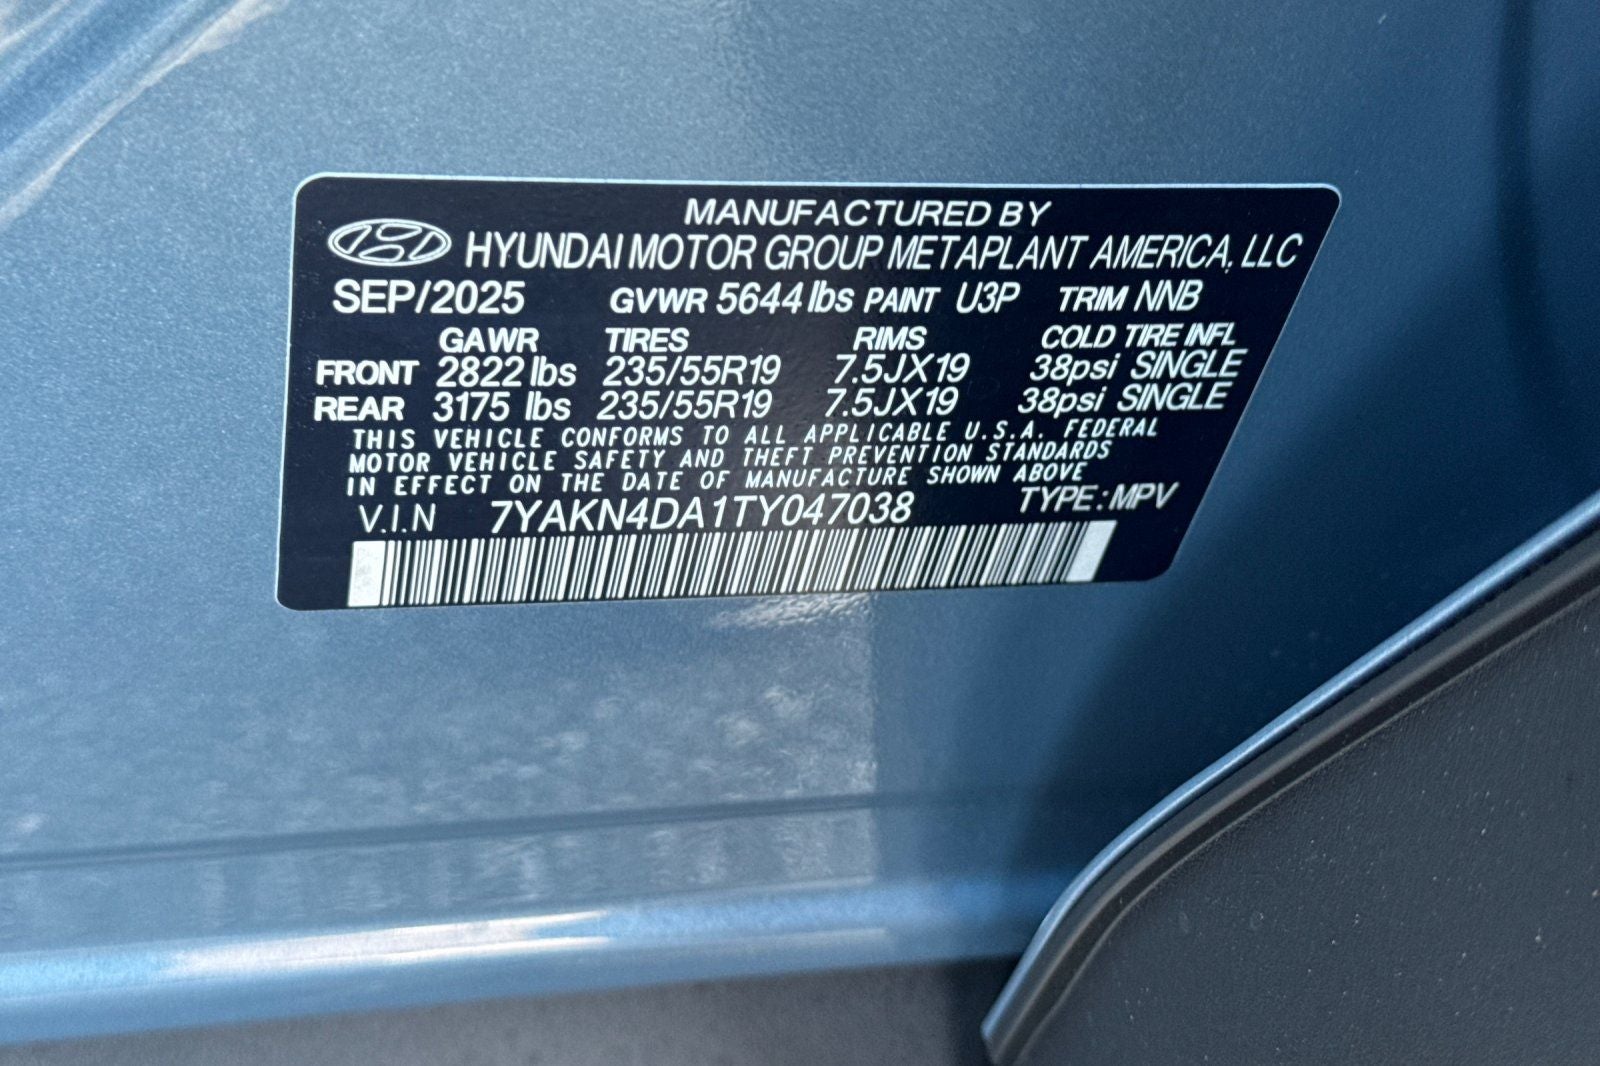 MANUFACTURED BY
HYUNDAI MOTOR GROUP METAPLANT AMERICA, LLC
SEP/2025 GVWR 5644 lbs PAINT U3P TRIM NNB
GAWR TIRES RIMS COLD TIRE INFL
FRONT 2822 lbs 235/55R19 7.5JX19 38psi SINGLE
REAR 3175 lbs 235/55R19 7.5JX19 38psi SINGLE
THIS VEHICLE CONFORMS TO ALL APPLICABLE U.S.A. FEDERAL
MOTOR VEHICLE SAFETY AND THEFT PREVENTION STANDARDS
IN EFFECT ON THE DATE OF MANUFACTURE SHOWN ABOVE
V.I.N 7YAKN4DA1TY047038 TYPE: MPV